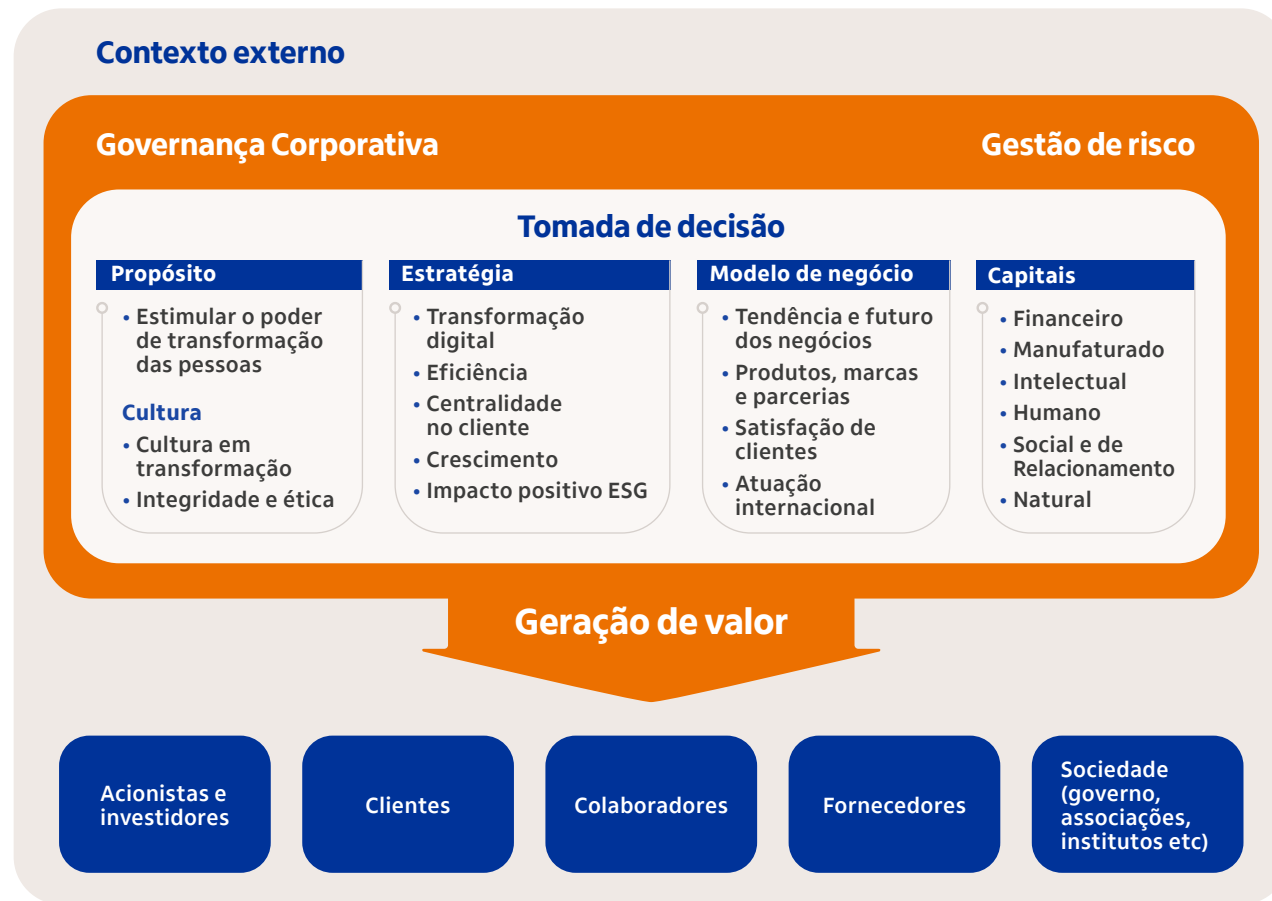 Contexto externo
Governança Corporativa
Gestão de risco
Tomada de decisão
Propósito
• Estimular o poder
de transformação
das pessoas
Cultura
• Cultura em
transformação
• Integridade e ética
Estratégia
• Transformação
digital
• Eficiência
• Centralidade
no cliente
• Crescimento
• Impacto positivo ESG
Modelo de negócio
• Tendência e futuro
dos negócios
• Produtos, marcas
e parcerias
• Satisfação de
clientes
• Atuação
internacional
Capitais
• Financeiro
• Manufaturado
• Intelectual
• Humano
• Social e de
Relacionamento
• Natural
Geração de valor
Acionistas e
investidores
Clientes
Colaboradores
Fornecedores
Sociedade
(governo,
associações,
institutos etc)